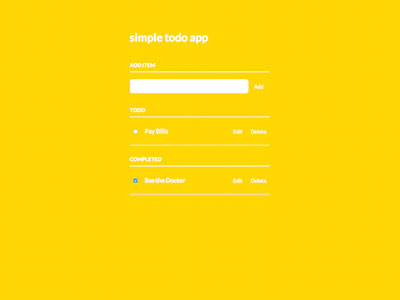 simple todo app
ADD ITEM
Add
TODO
Pay Bills Edit Delete
COMPLETED
See the Doctor Edit Delete